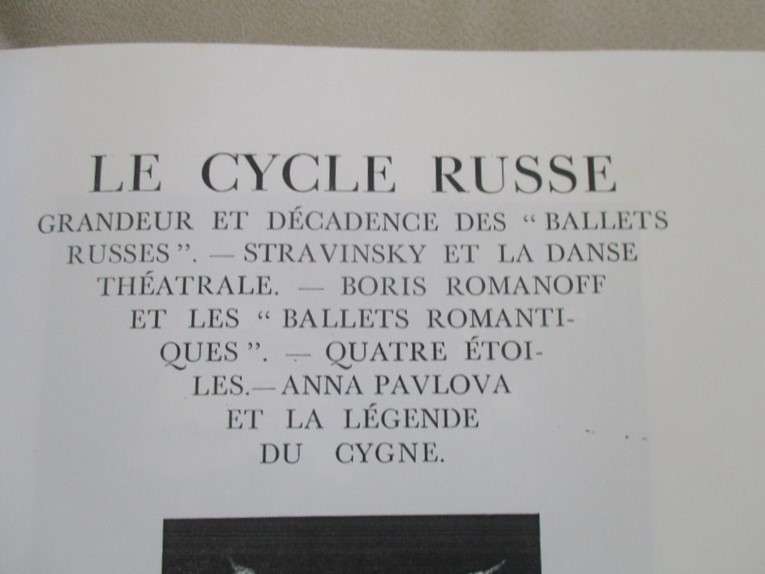 LE CYCLE RUSSE
GRANDEUR ET DÉCADENCE DES “ BALLETS
RUSSES ”. — STRAVINSKY ET LA DANSE
THÉATRALE. — BORIS ROMANOFF
ET LES “ BALLETS ROMANTI-
QUES ”. — QUATRE ÉTOI-
LES.—ANNA PAVLOVA
ET LA LÉGENDE
DU CYGNE.